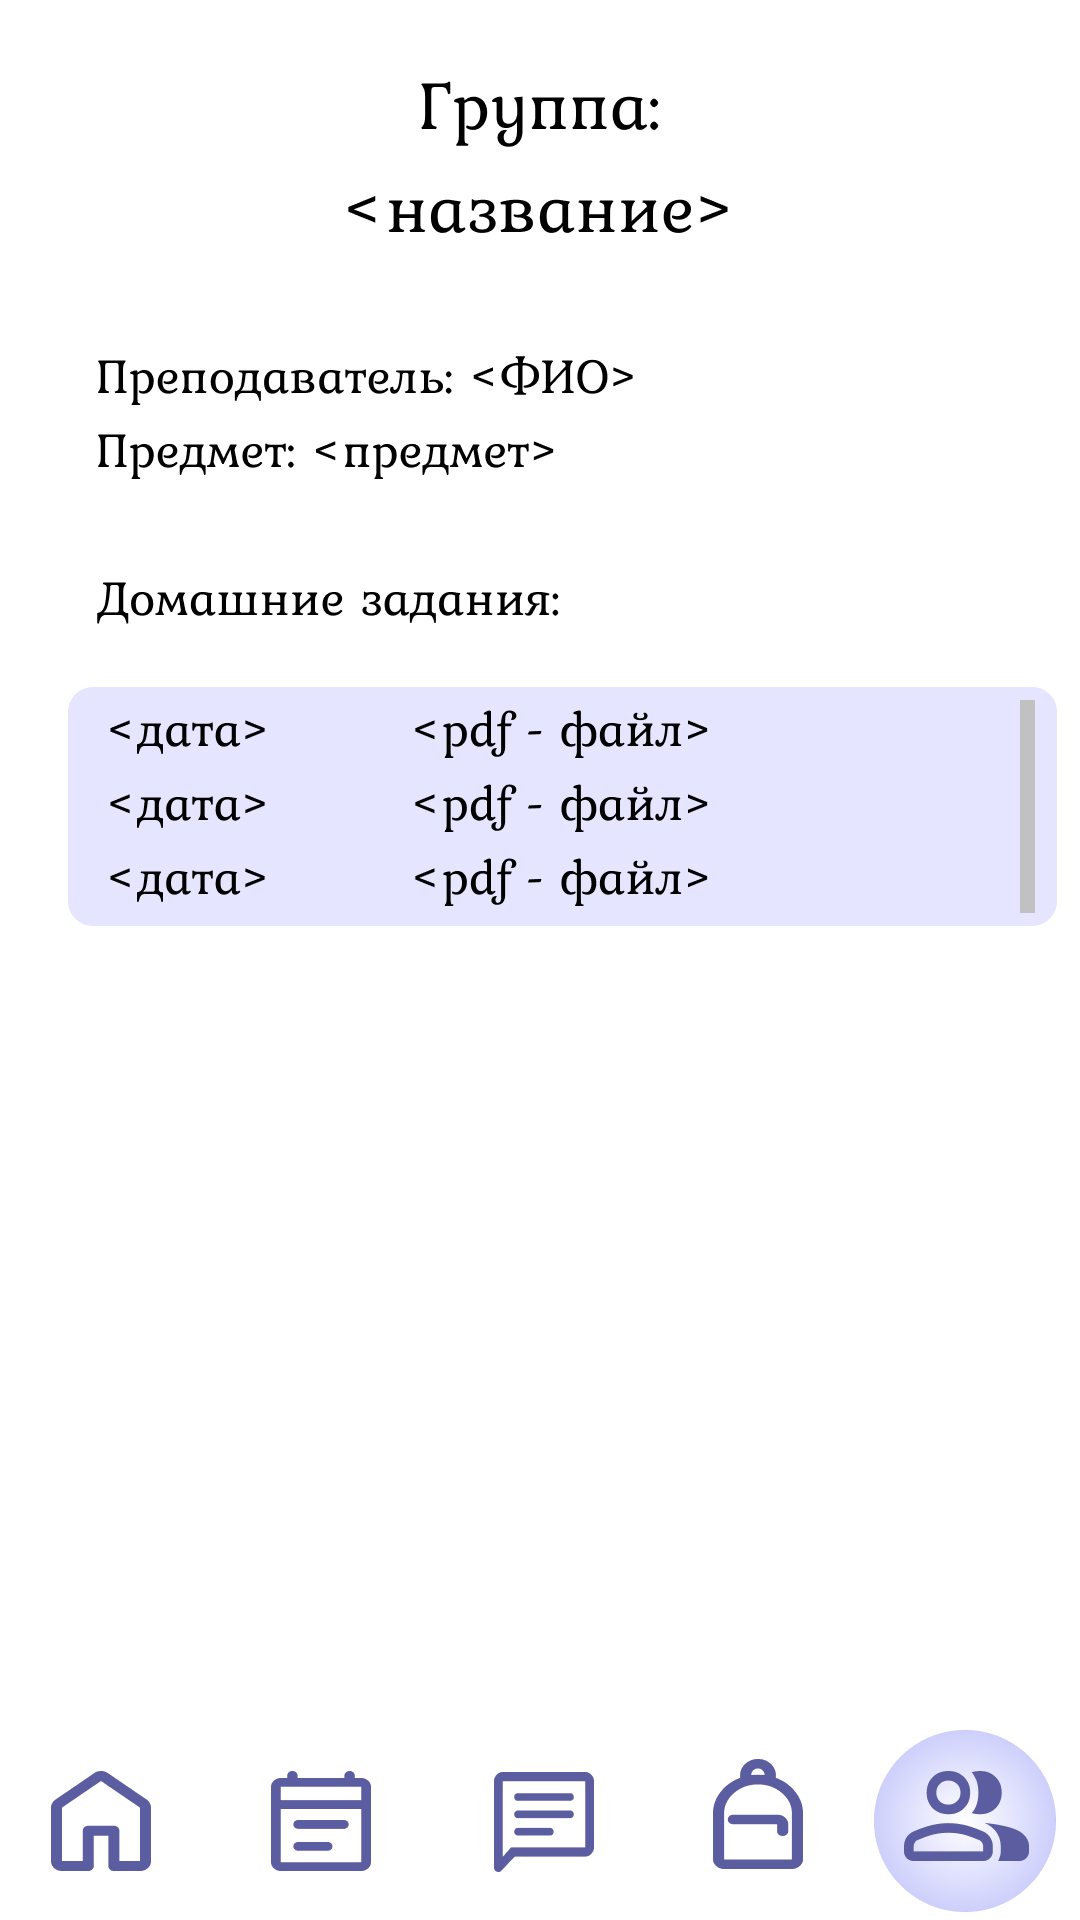 Группа:
<название>
Преподаватель: <ФИО>
Предмет: <предмет>
Домашние задания:
<дата> <pdf - файл>
<дата> <pdf - файл>
<дата> <pdf - файл>